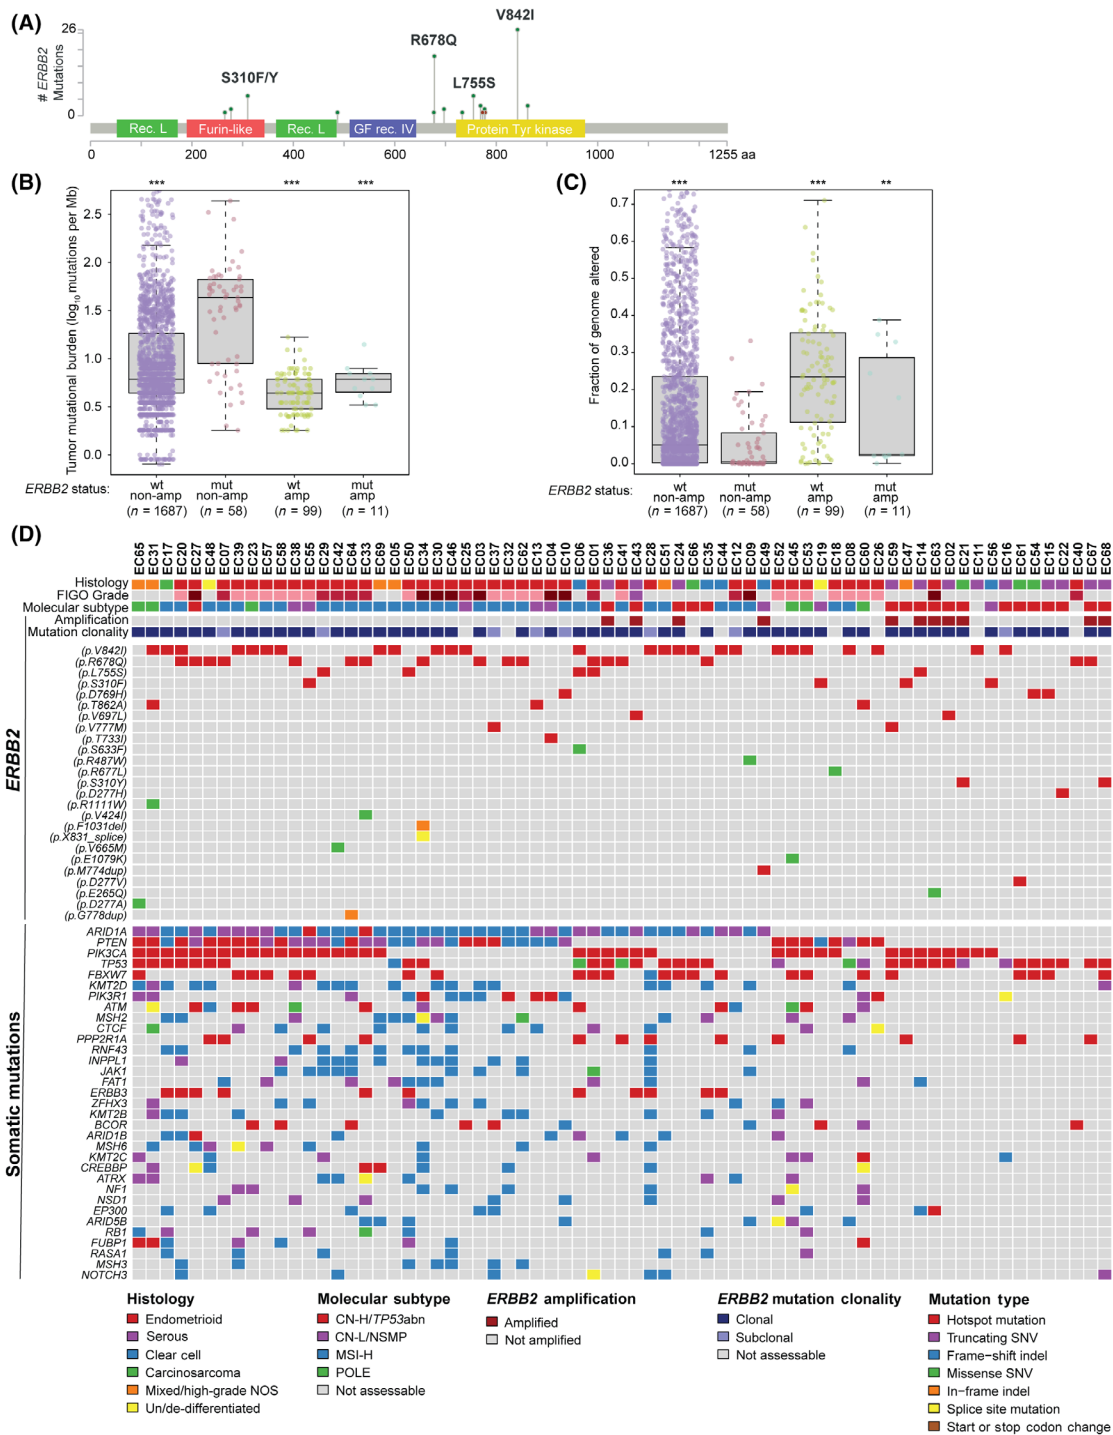 (A)
26
# ERBB2
Mutations
0
S310F/Y
R678Q
L755S
V842I
Rec. L
Furin-like
Rec. L
GF rec. IV
Protein Tyr kinase
0
200
400
600
800
1000
1255 aa
(B)
Tumor mutational burden (log10 mutations per Mb)
2.5
2.0
1.5
1.0
0.5
0.0
*** *** ***
ERBB2 status:
wt non-amp (n = 1687)
mut non-amp (n = 58)
wt amp (n = 99)
mut amp (n = 11)
(C)
Fraction of genome altered
0.7
0.6
0.5
0.4
0.3
0.2
0.1
0.0
*** *** **
ERBB2 status:
wt non-amp (n = 1687)
mut non-amp (n = 58)
wt amp (n = 99)
mut amp (n = 11)
(D)
EC65 EC31 EC17 EC20 EC27 EC48 EC07 EC39 EC23 EC57 EC58 EC38 EC55 EC29 EC42 EC64 EC33 EC69 EC05 EC50 EC34 EC30 EC46 EC25 EC03 EC37 EC32 EC62 EC13 EC04 EC10 EC06 EC01 EC36 EC41 EC43 EC28 EC51 EC24 EC66 EC35 EC44 EC12 EC09 EC49 EC52 EC45 EC53 EC19 EC18 EC08 EC60 EC26 EC59 EC47 EC14 EC63 EC02 EC21 EC11 EC56 EC16 EC61 EC54 EC15 EC22 EC40 EC67 EC68
Histology
FIGO Grade
Molecular subtype
Amplification
Mutation clonality
ERBB2
(p.V842I)
(p.R678Q)
(p.L755S)
(p.S310F)
(p.D769H)
(p.T862A)
(p.V697L)
(p.V777M)
(p.T733I)
(p.S633F)
(p.R487W)
(p.R677L)
(p.S310Y)
(p.D277H)
(p.R1111W)
(p.V424I)
(p.F1031del)
(p.X831_splice)
(p.V665M)
(p.E1079K)
(p.M774dup)
(p.D277V)
(p.E265Q)
(p.D277A)
(p.G778dup)
Somatic mutations
ARID1A
PTEN
PIK3CA
TP53
FBXW7
KMT2D
PIK3R1
ATM
MSH2
CTCF
PPP2R1A
RNF43
INPPL1
JAK1
FAT1
ERBB3
ZFHX3
KMT2B
BCOR
ARID1B
MSH6
KMT2C
CREBBP
ATRX
NF1
NSD1
EP300
ARID5B
RB1
FUBP1
RASA1
MSH3
NOTCH3
Histology
Endometrioid
Serous
Clear cell
Carcinosarcoma
Mixed/high-grade NOS
Un/de-differentiated
Molecular subtype
CN-H/TP53abn
CN-L/NSMP
MSI-H
POLE
Not assessable
ERBB2 amplification
Amplified
Not amplified
ERBB2 mutation clonality
Clonal
Subclonal
Not assessable
Mutation type
Hotspot mutation
Truncating SNV
Frame−shift indel
Missense SNV
In−frame indel
Splice site mutation
Start or stop codon change